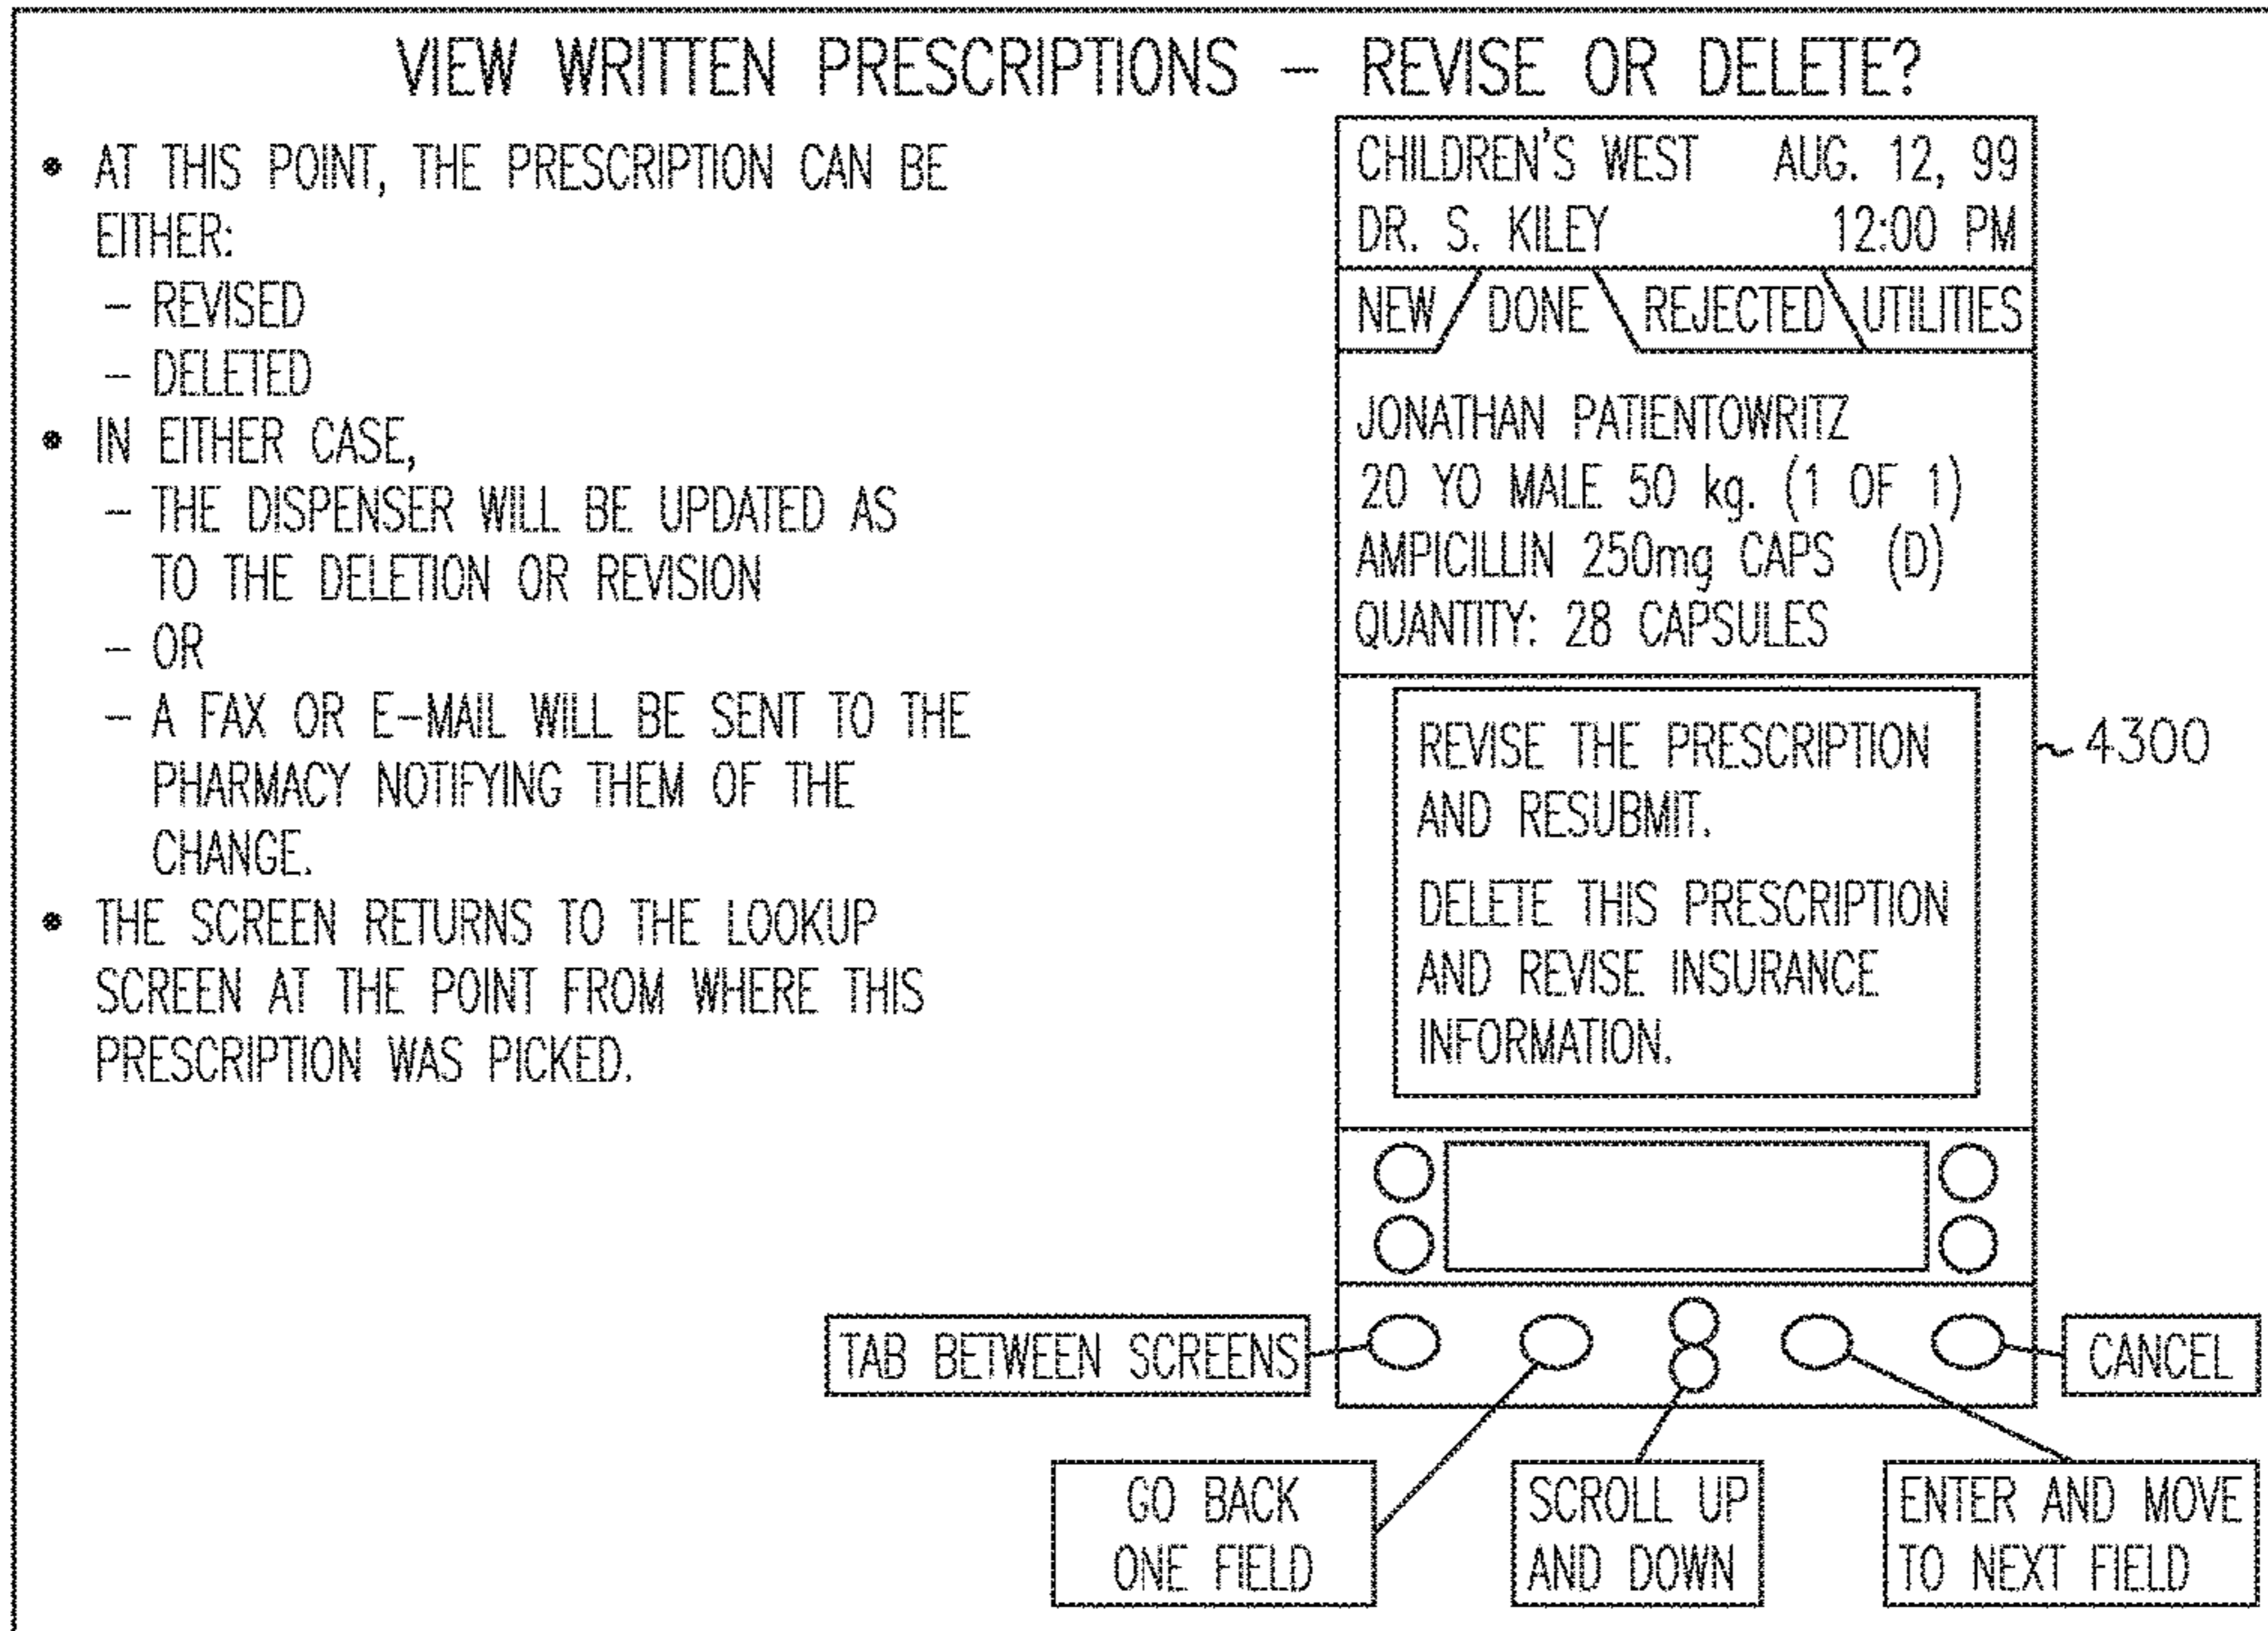 VIEW WRITTEN PRESCRIPTIONS – REVISE OR DELETE?
• AT THIS POINT, THE PRESCRIPTION CAN BE
EITHER:
– REVISED
– DELETED
• IN EITHER CASE,
– THE DISPENSER WILL BE UPDATED AS
TO THE DELETION OR REVISION
– OR
– A FAX OR E-MAIL WILL BE SENT TO THE
PHARMACY NOTIFYING THEM OF THE
CHANGE.
• THE SCREEN RETURNS TO THE LOOKUP
SCREEN AT THE POINT FROM WHERE THIS
PRESCRIPTION WAS PICKED.
CHILDREN'S WEST AUG. 12, 99
DR. S. KILEY 12:00 PM
NEW DONE REJECTED UTILITIES
JONATHAN PATIENTOWRITZ
20 YO MALE 50 kg. (1 OF 1)
AMPICILLIN 250mg CAPS (D)
QUANTITY: 28 CAPSULES
REVISE THE PRESCRIPTION
AND RESUBMIT.
DELETE THIS PRESCRIPTION
AND REVISE INSURANCE
INFORMATION.
4300
TAB BETWEEN SCREENS
CANCEL
GO BACK
ONE FIELD
SCROLL UP
AND DOWN
ENTER AND MOVE
TO NEXT FIELD